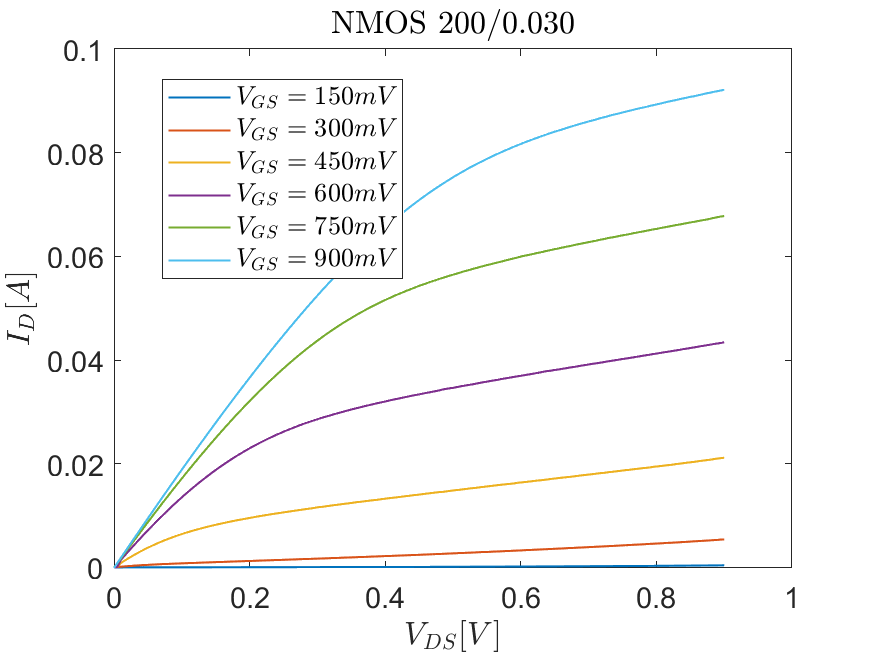 NMOS 200/0.030
0.1
0.08
0.06
0.04
0.02
0
I_D[A]
V_GS = 150mV
V_GS = 300mV
V_GS = 450mV
V_GS = 600mV
V_GS = 750mV
V_GS = 900mV
0 0.2 0.4 0.6 0.8 1
V_DS[V]